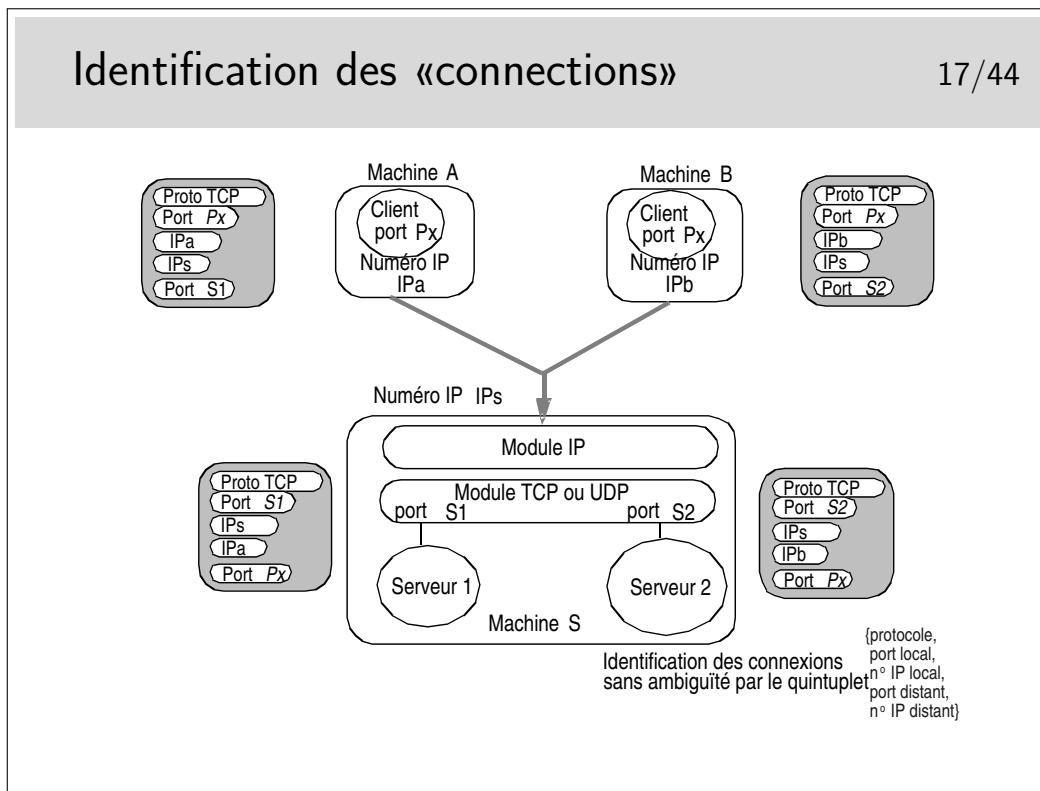 Identification des «connections»
17/44
Machine A
Machine B
Proto TCP
Port Px
IPa
IPs
Port S1
Client
port Px
Numéro IP
IPa
Client
port Px
Numéro IP
IPb
Proto TCP
Port Px
IPb
IPs
Port S2
Numéro IP IPs
Module IP
Module TCP ou UDP
port S1
port S2
Proto TCP
Port S1
IPs
IPa
Port Px
Serveur 1
Serveur 2
Machine S
Proto TCP
Port S2
IPs
IPb
Port Px
Identification des connexions
sans ambiguïté par le quintuplet
{protocole,
port local,
n° IP local,
port distant,
n° IP distant}